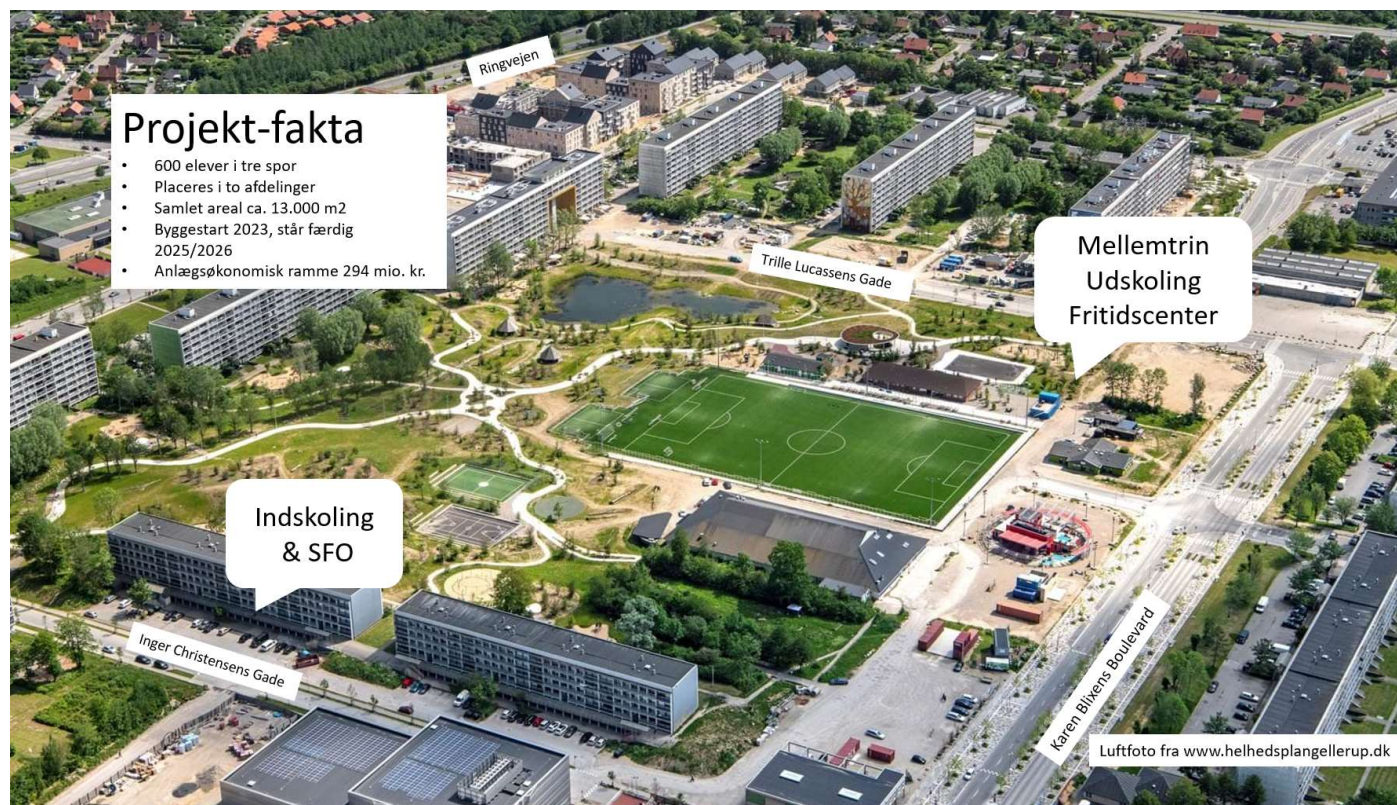 Ringvejen
Projekt-fakta
• 600 elever i tre spor
• Placeres i to afdelinger
• Samlet areal ca. 13.000 m2
• Byggestart 2023, står færdig
2025/2026
• Anlægsøkonomisk ramme 294 mio. kr.
Trille Lucassens Gade
Mellemtrin
Udskoling
Fritidscenter
Indskoling
& SFO
Inger Christensens Gade
Karen Blixens Boulevard
Luftfoto fra www.helhedsplangellerup.dk